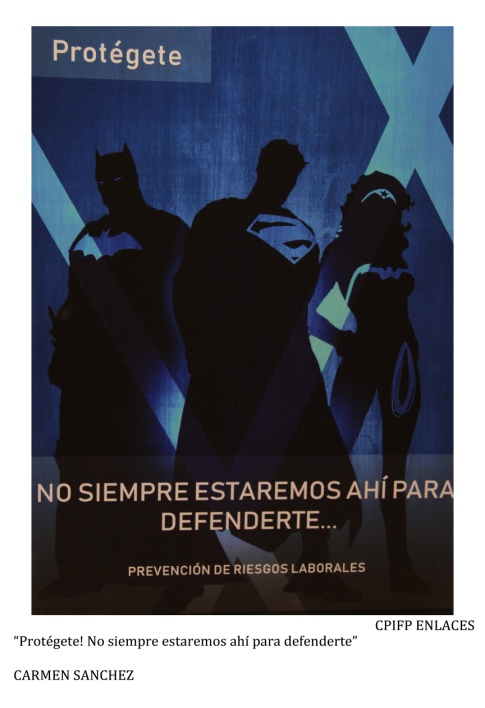 Protégete
NO SIEMPRE ESTAREMOS AHÍ PARA
DEFENDERTE...
PREVENCIÓN DE RIESGOS LABORALES
CPIFP ENLACES
“Protégete! No siempre estaremos ahí para defenderte”
CARMEN SANCHEZ